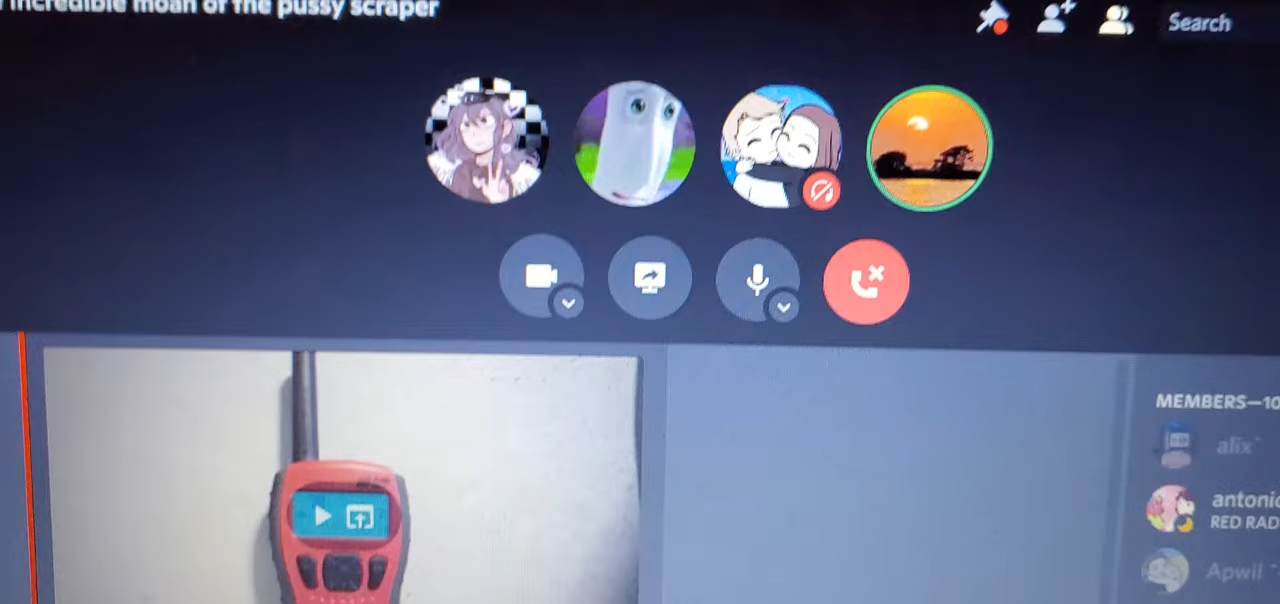 incredible moan of the pussy scraper
Search
MEMBERS—10
alix
antonio
RED RAD
Apwil